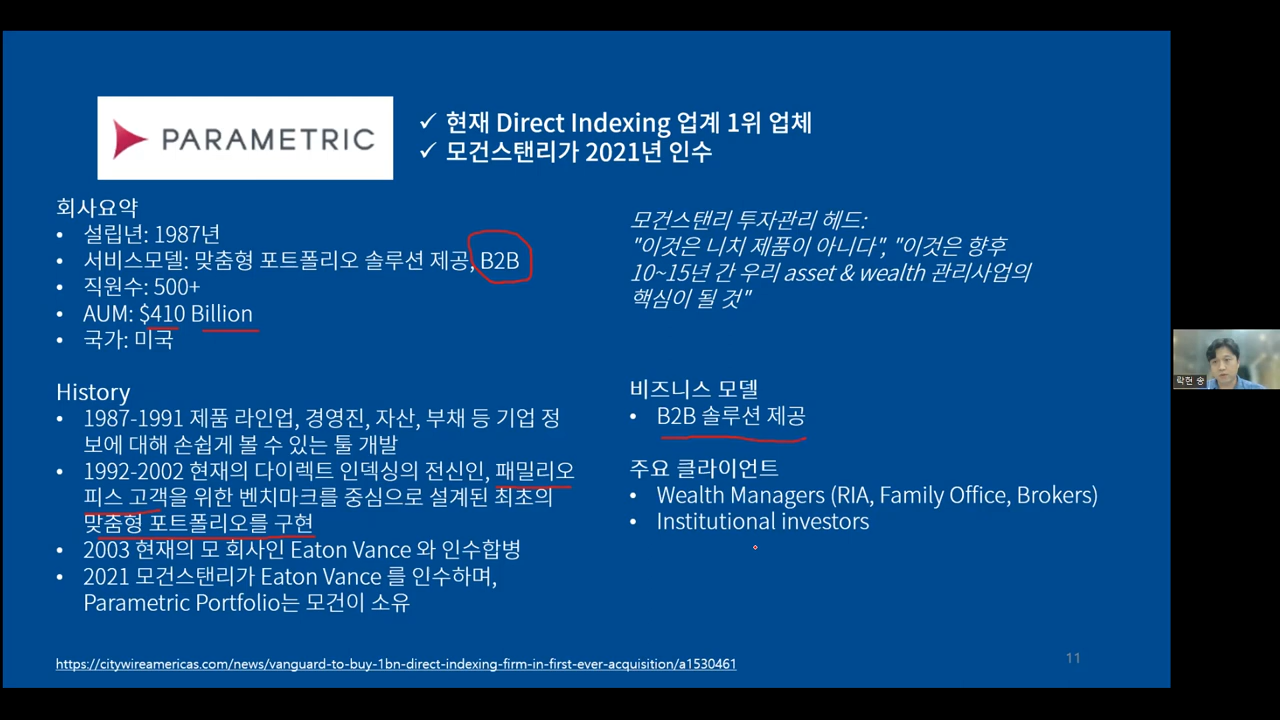 PARAMETRIC
✓ 현재 Direct Indexing 업계 1위 업체
✓ 모건스탠리가 2021년 인수
회사요약
• 설립년: 1987년
• 서비스모델: 맞춤형 포트폴리오 솔루션 제공, B2B
• 직원수: 500+
• AUM: $410 Billion
• 국가: 미국
History
• 1987-1991 제품 라인업, 경영진, 자산, 부채 등 기업 정
보에 대해 손쉽게 볼 수 있는 툴 개발
• 1992-2002 현재의 다이렉트 인덱싱의 전신인, 패밀리오
피스 고객을 위한 벤치마크를 중심으로 설계된 최초의
맞춤형 포트폴리오를 구현
• 2003 현재의 모 회사인 Eaton Vance 와 인수합병
• 2021 모건스탠리가 Eaton Vance 를 인수하며,
Parametric Portfolio는 모건이 소유
모건스탠리 투자관리 헤드:
"이것은 니치 제품이 아니다", "이것은 향후
10~15년 간 우리 asset & wealth 관리사업의
핵심이 될 것"
비즈니스 모델
• B2B 솔루션 제공
주요 클라이언트
• Wealth Managers (RIA, Family Office, Brokers)
• Institutional investors
https://citywireamericas.com/news/vanguard-to-buy-1bn-direct-indexing-firm-in-first-ever-acquisition/a1530461
11
락현 송